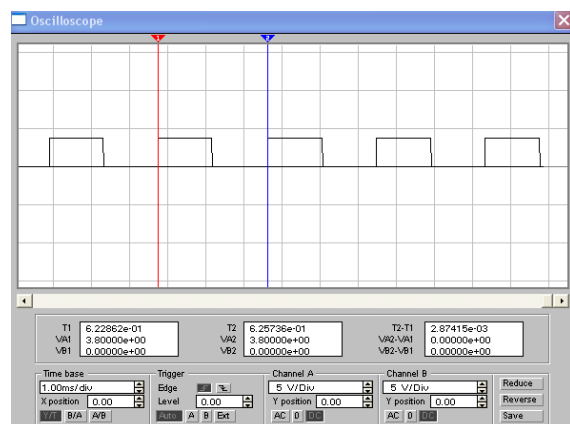 Oscilloscope
1 2
T1 6.22862e-01 T2 6.25736e-01 T2-T1 2.87415e-03
VA1 3.80000e+00 VA2 3.80000e+00 VA2-VA1 0.00000e+00
VB1 0.00000e+00 VB2 0.00000e+00 VB2-VB1 0.00000e+00
Time base Trigger Channel A Channel B
1.00ms/div Edge 5 V/Div 5 V/Div Reduce
X position 0.00 Level 0.00 Y position 0.00 Y position 0.00 Reverse
Y/T B/A A/B Auto A B Ext AC 0 DC AC 0 DC Save